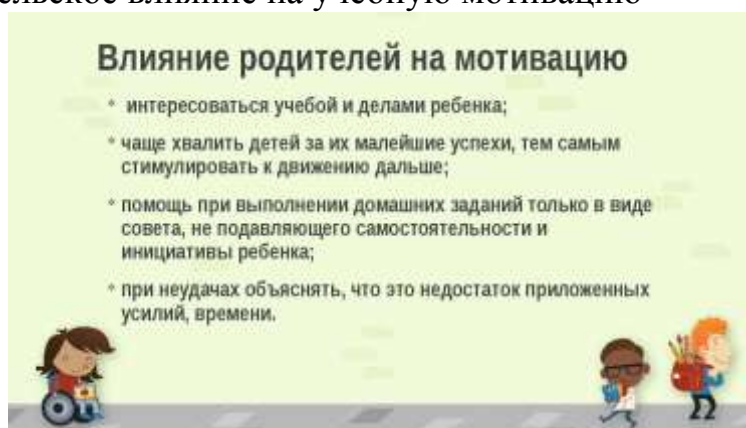 ельское влияние на учебную мотивацию
Влияние родителей на мотивацию
° интересоваться учебой и делами ребенка;
° чаще хвалить детей за их малейшие успехи, тем самым
стимулировать к движению дальше;
° помощь при выполнении домашних заданий только в виде
совета, не подавляющего самостоятельности и
инициативы ребенка;
° при неудачах объяснять, что это недостаток приложенных
усилий, времени.